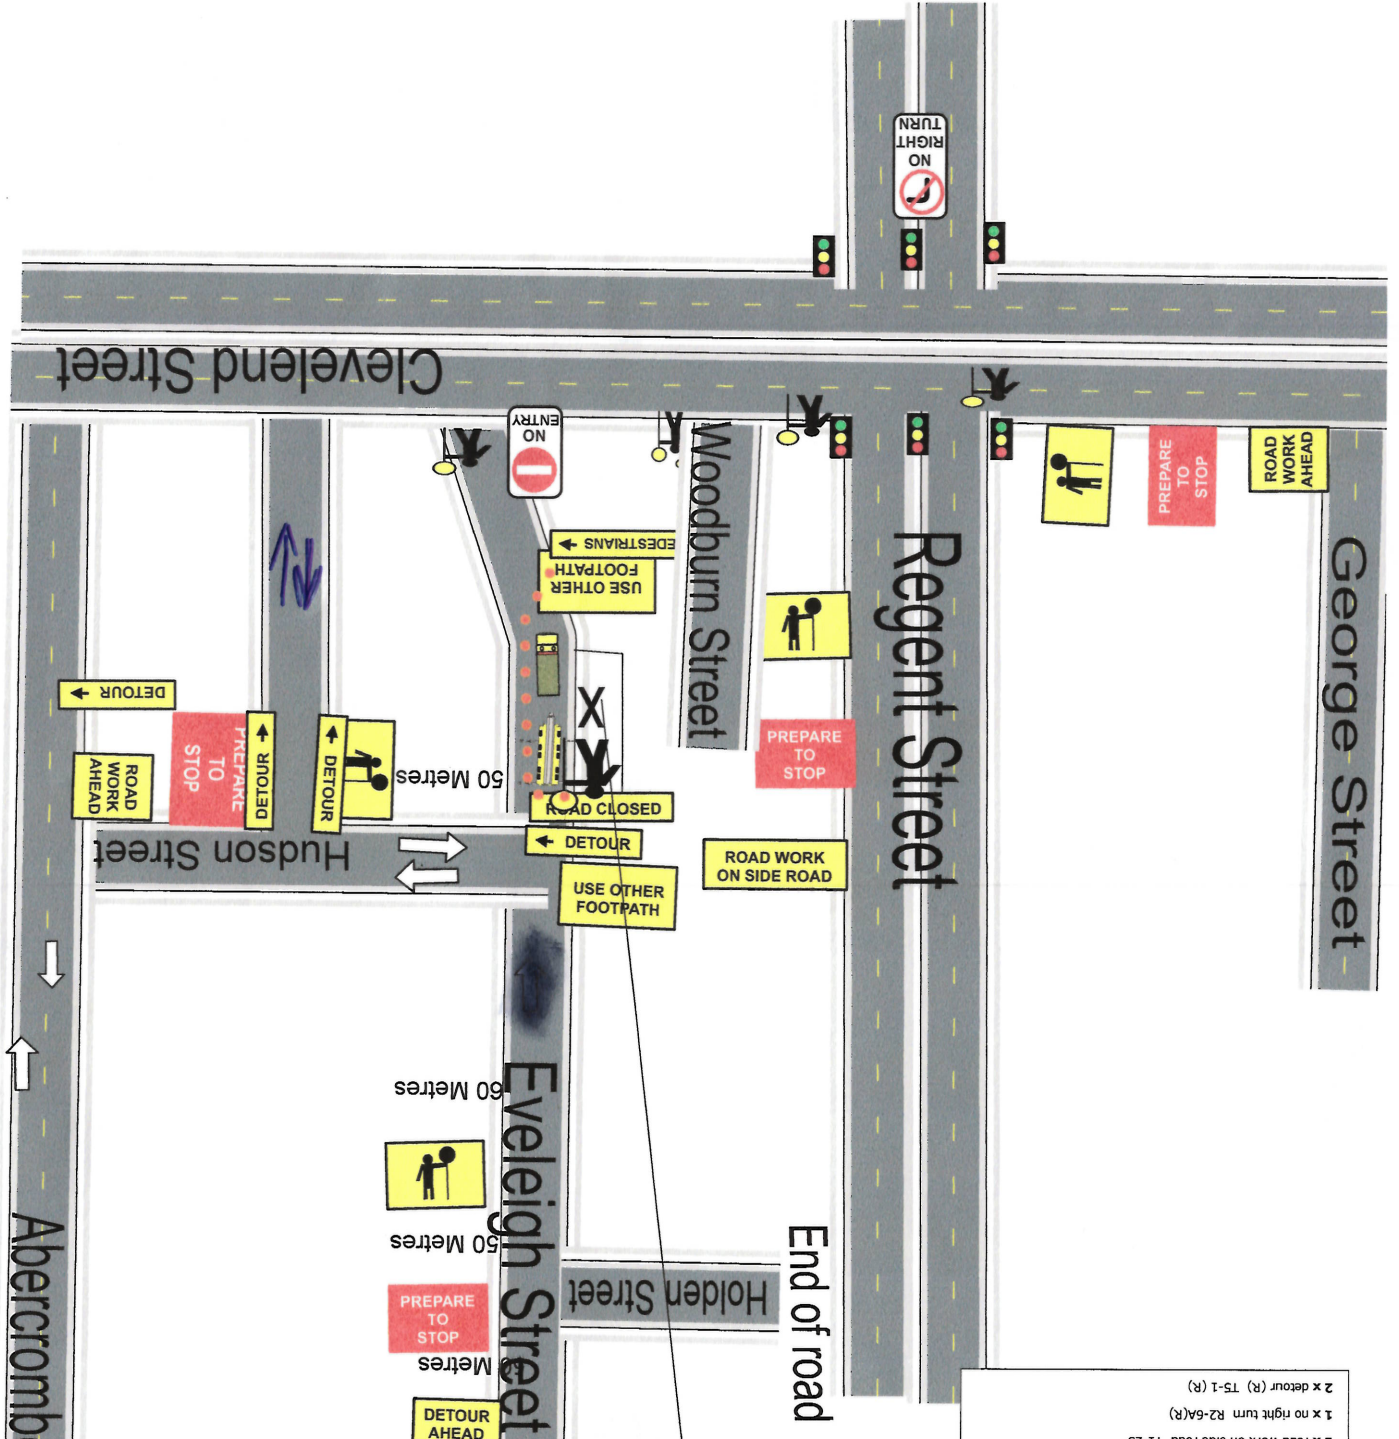 NO
RIGHT
TURN
Clevelend Street
NO
ENTRY
ROAD
WORK
AHEAD
PREPARE
TO
STOP
USE OTHER
FOOTPATH
Woodburn Street
Regent Street
George Street
DETOUR
PREPARE
TO
STOP
ROAD
WORK
AHEAD
DETOUR
DETOUR
50 Metres
X
PREPARE
TO
STOP
ROAD CLOSED
DETOUR
Hudson Street
USE OTHER
FOOTPATH
ROAD WORK
ON SIDE ROAD
60 Metres
50 Metres
PREPARE
TO
STOP
Metres
DETOUR
AHEAD
Eveleigh Street
Holden Street
End of road
1 x no right turn R2-6A(R)
2 x detour (R) T5-1 (R)